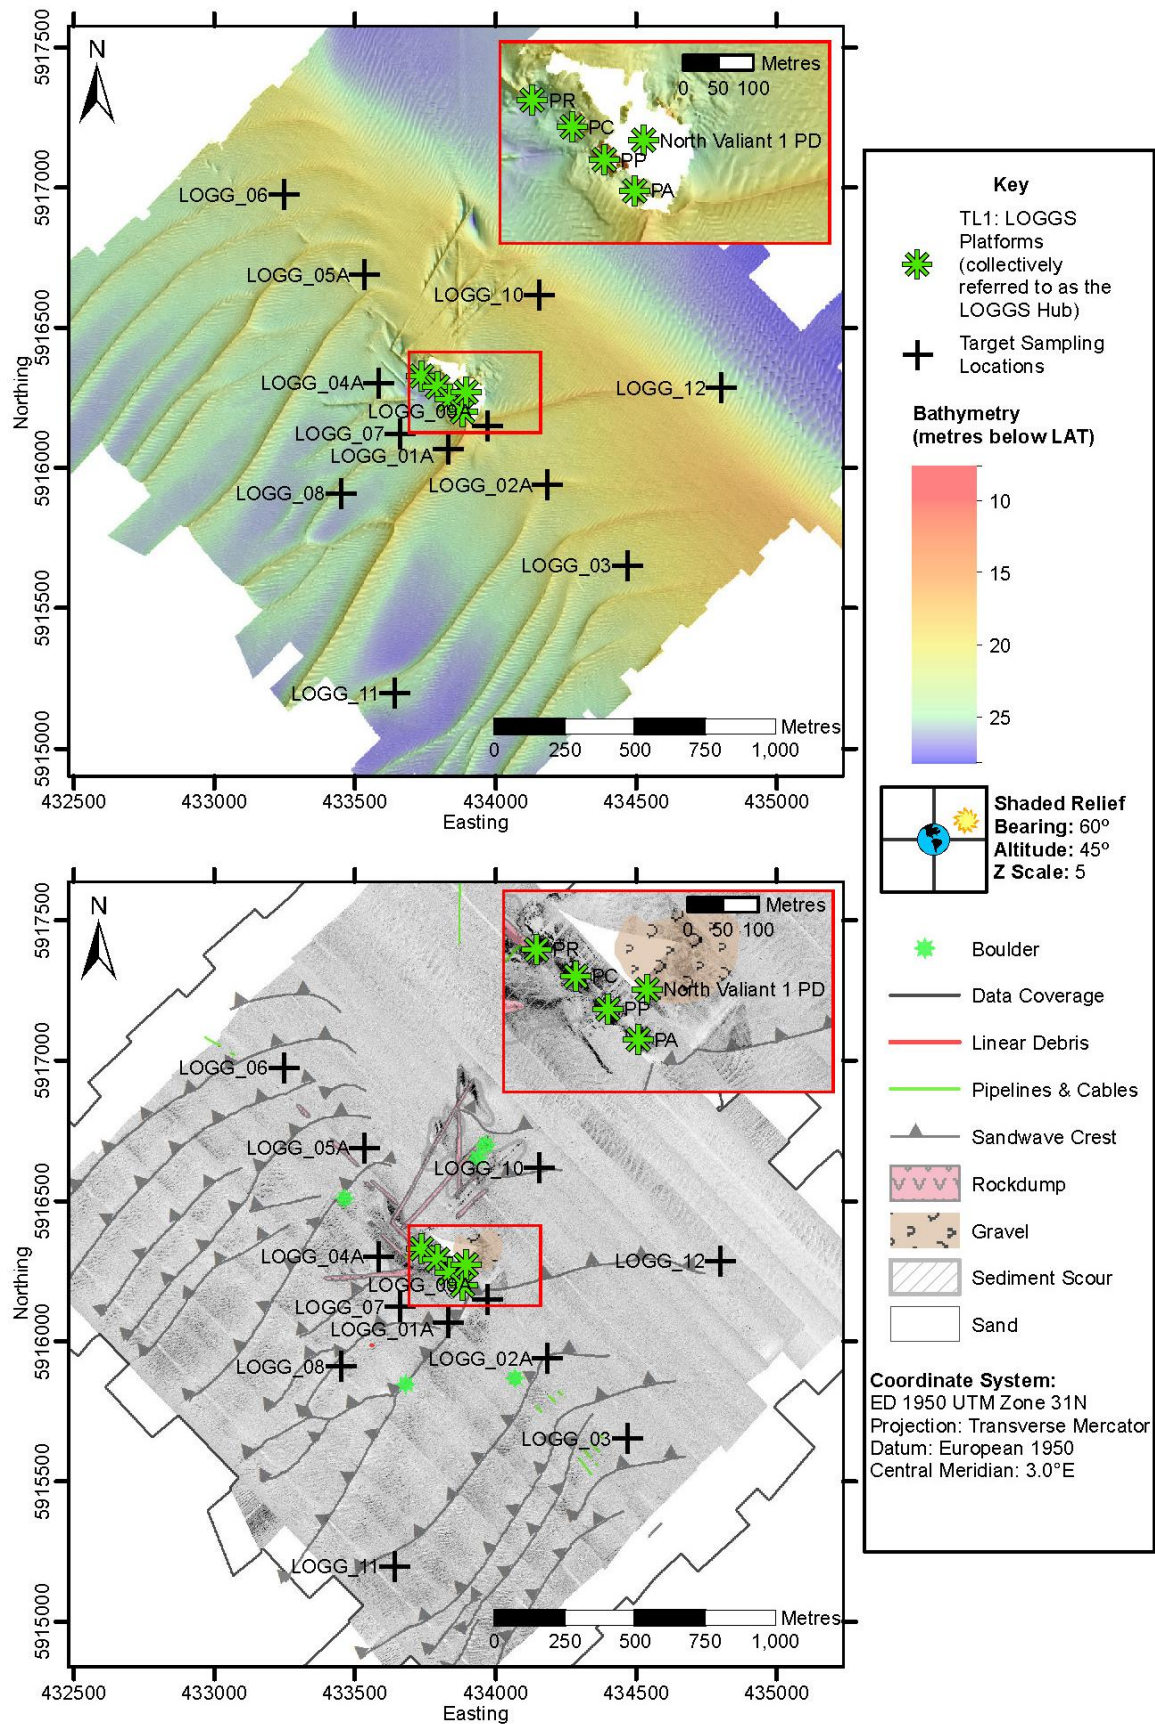 N
Metres
0 50 100
PR
PC
North Valiant 1 PD
PP
PA
LOGG_06
LOGG_05A
LOGG_10
LOGG_04A
LOGG_12
LOGG_09A
LOGG_07
LOGG_01A
LOGG_02A
LOGG_08
LOGG_03
LOGG_11
Metres
0 250 500 750 1,000
5917500
5917000
5916500
5916000
5915500
5915000
Northing
432500 433000 433500 434000 434500 435000
Easting
Key
TL1: LOGGS
Platforms
(collectively
referred to as the
LOGGS Hub)
Target Sampling
Locations
Bathymetry
(metres below LAT)
10
15
20
25
Shaded Relief
Bearing: 60º
Altitude: 45º
Z Scale: 5
Boulder
Data Coverage
Linear Debris
Pipelines & Cables
Sandwave Crest
Rockdump
Gravel
Sediment Scour
Sand
Coordinate System:
ED 1950 UTM Zone 31N
Projection: Transverse Mercator
Datum: European 1950
Central Meridian: 3.0°E
N
Metres
0 50 100
PR
PC
North Valiant 1 PD
PP
PA
LOGG_06
LOGG_05A
LOGG_10
LOGG_04A
LOGG_12
LOGG_09A
LOGG_07
LOGG_01A
LOGG_02A
LOGG_08
LOGG_03
LOGG_11
Metres
0 250 500 750 1,000
5917500
5917000
5916500
5916000
5915500
5915000
Northing
432500 433000 433500 434000 434500 435000
Easting